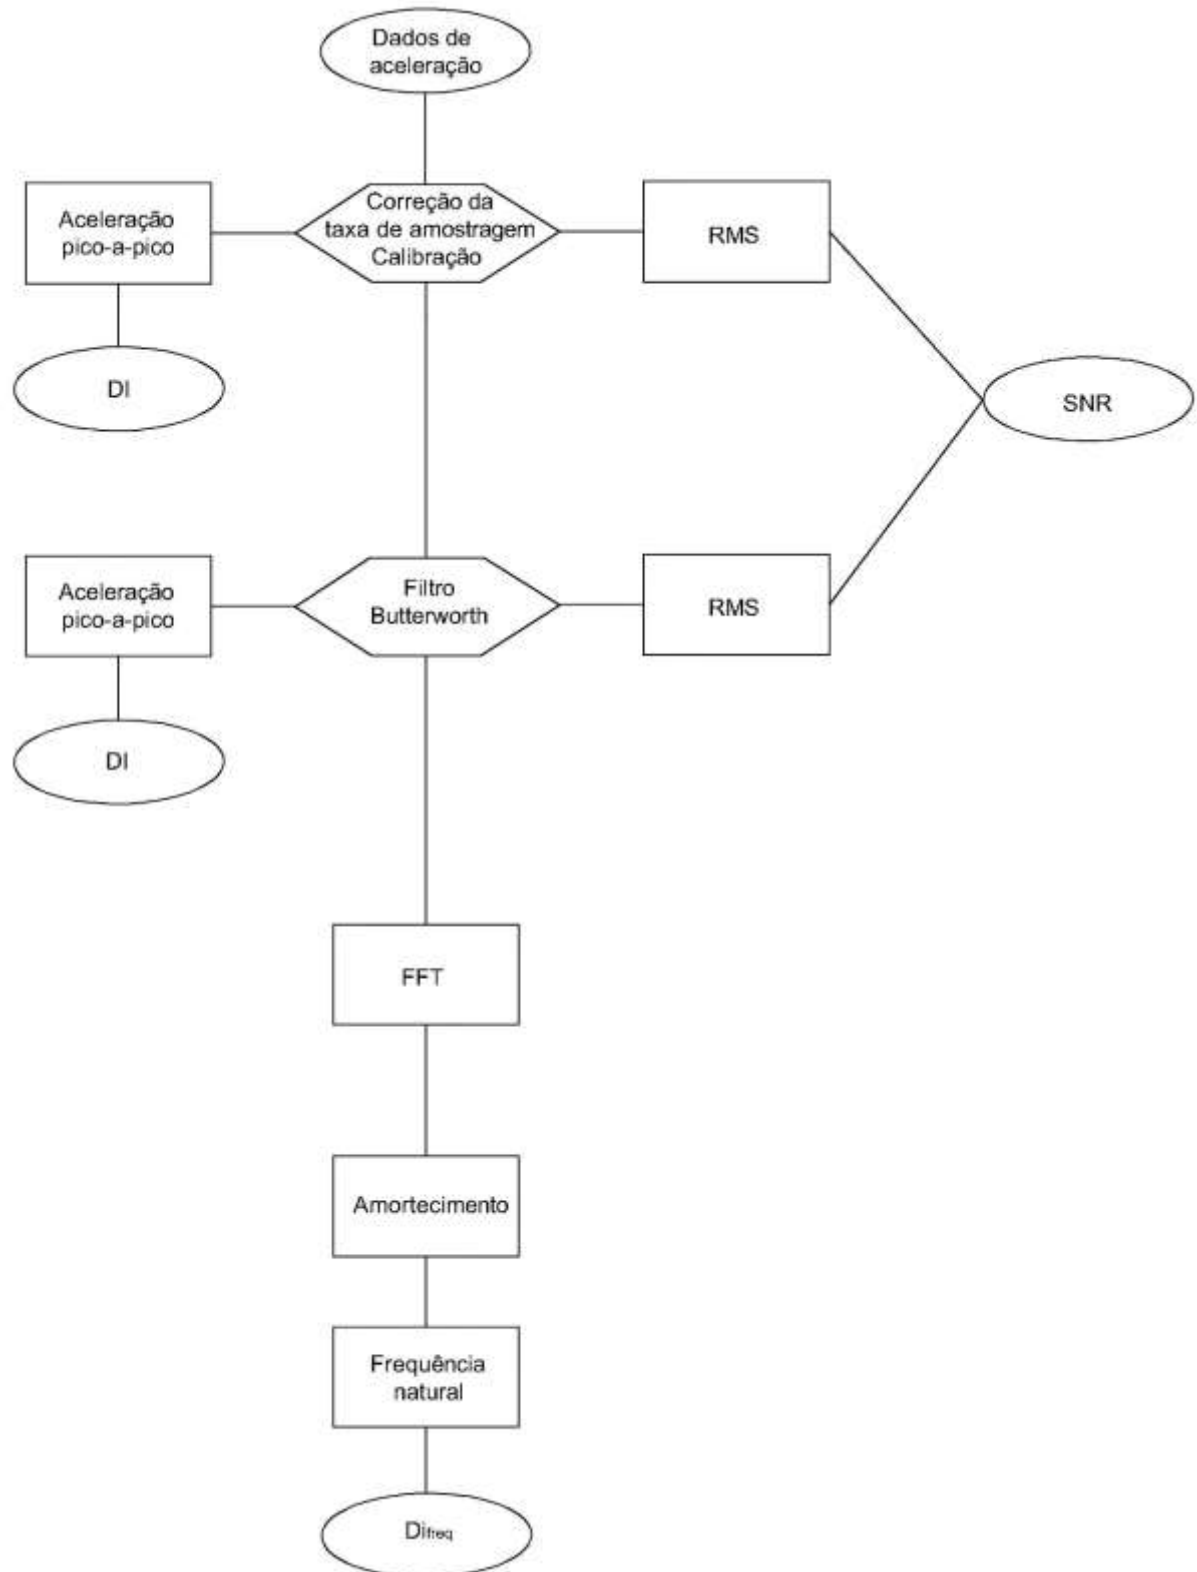 Dados de
aceleração
Aceleração
pico-a-pico
Correção da
taxa de amostragem
Calibração
RMS
DI
SNR
Aceleração
pico-a-pico
Filtro
Butterworth
RMS
DI
FFT
Amortecimento
Frequência
natural
Difreq